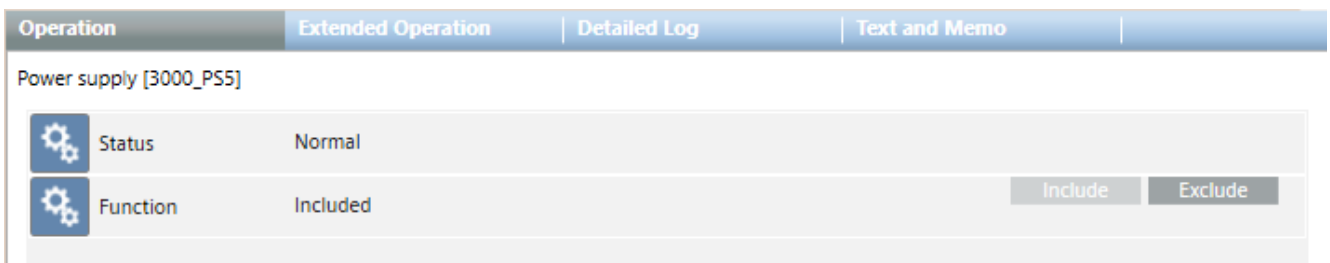 Operation Extended Operation Detailed Log Text and Memo
Power supply [3000_PS5]
Status Normal
Function Included Include Exclude